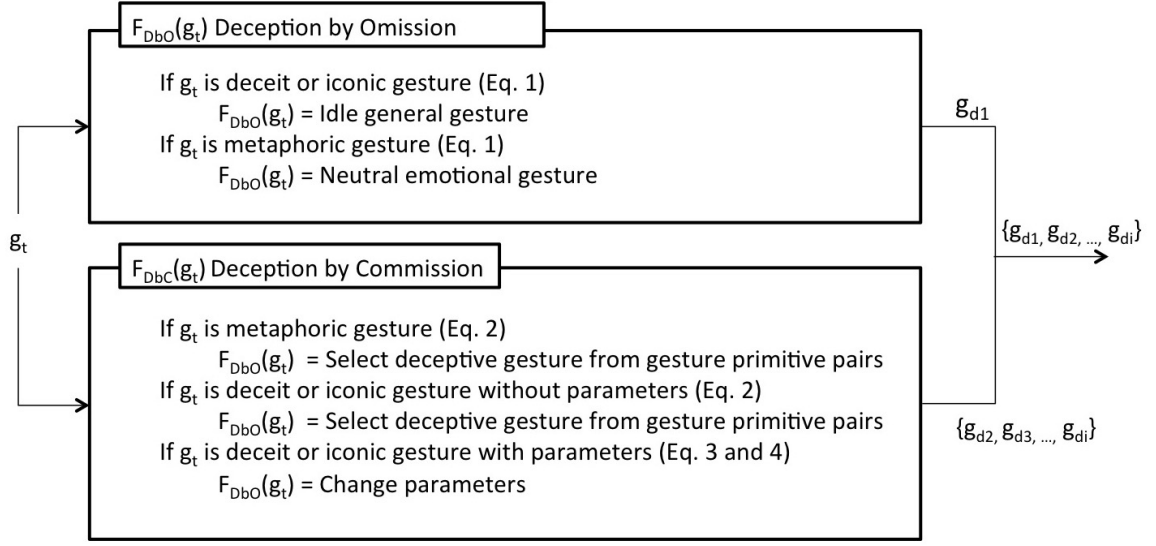 F_DbO(g_t) Deception by Omission
If g_t is deceit or iconic gesture (Eq. 1)
F_DbO(g_t) = Idle general gesture
If g_t is metaphoric gesture (Eq. 1)
F_DbO(g_t) = Neutral emotional gesture
g_d1
g_t
{g_d1, g_d2, ..., g_di}
F_DbC(g_t) Deception by Commission
If g_t is metaphoric gesture (Eq. 2)
F_DbO(g_t) = Select deceptive gesture from gesture primitive pairs
If g_t is deceit or iconic gesture without parameters (Eq. 2)
F_DbO(g_t) = Select deceptive gesture from gesture primitive pairs
If g_t is deceit or iconic gesture with parameters (Eq. 3 and 4)
F_DbO(g_t) = Change parameters
{g_d2, g_d3, ..., g_di}